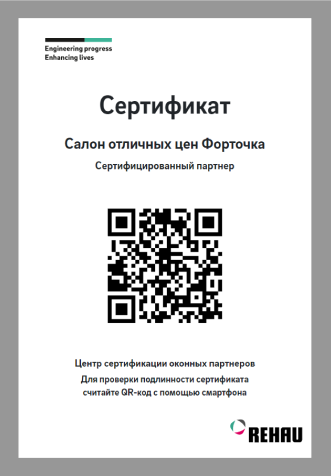 Engineering progress
Enhancing lives
Сертификат
Салон отличных цен Форточка
Сертифицированный партнер
Центр сертификации оконных партнеров
Для проверки подлинности сертификата
считайте QR-код с помощью смартфона
REHAU